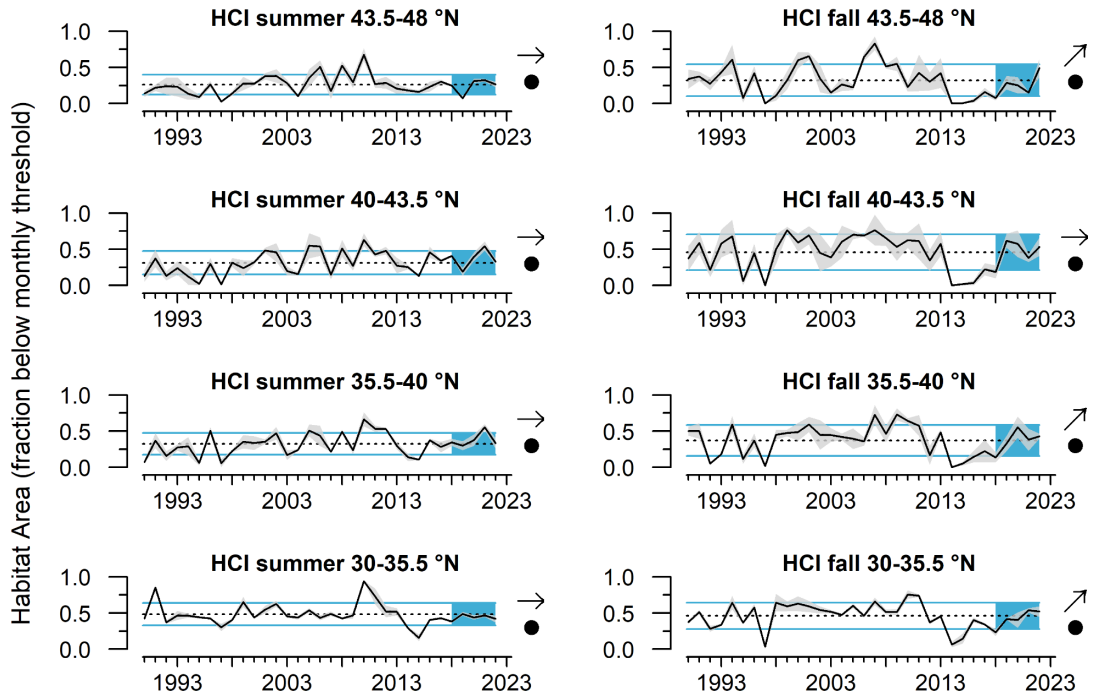 Habitat Area (fraction below monthly threshold)
HCI summer 43.5-48 °N
1.0
0.5
0.0
1993 2003 2013 2023
HCI fall 43.5-48 °N
1.0
0.5
0.0
1993 2003 2013 2023
HCI summer 40-43.5 °N
1.0
0.5
0.0
1993 2003 2013 2023
HCI fall 40-43.5 °N
1.0
0.5
0.0
1993 2003 2013 2023
HCI summer 35.5-40 °N
1.0
0.5
0.0
1993 2003 2013 2023
HCI fall 35.5-40 °N
1.0
0.5
0.0
1993 2003 2013 2023
HCI summer 30-35.5 °N
1.0
0.5
0.0
1993 2003 2013 2023
HCI fall 30-35.5 °N
1.0
0.5
0.0
1993 2003 2013 2023